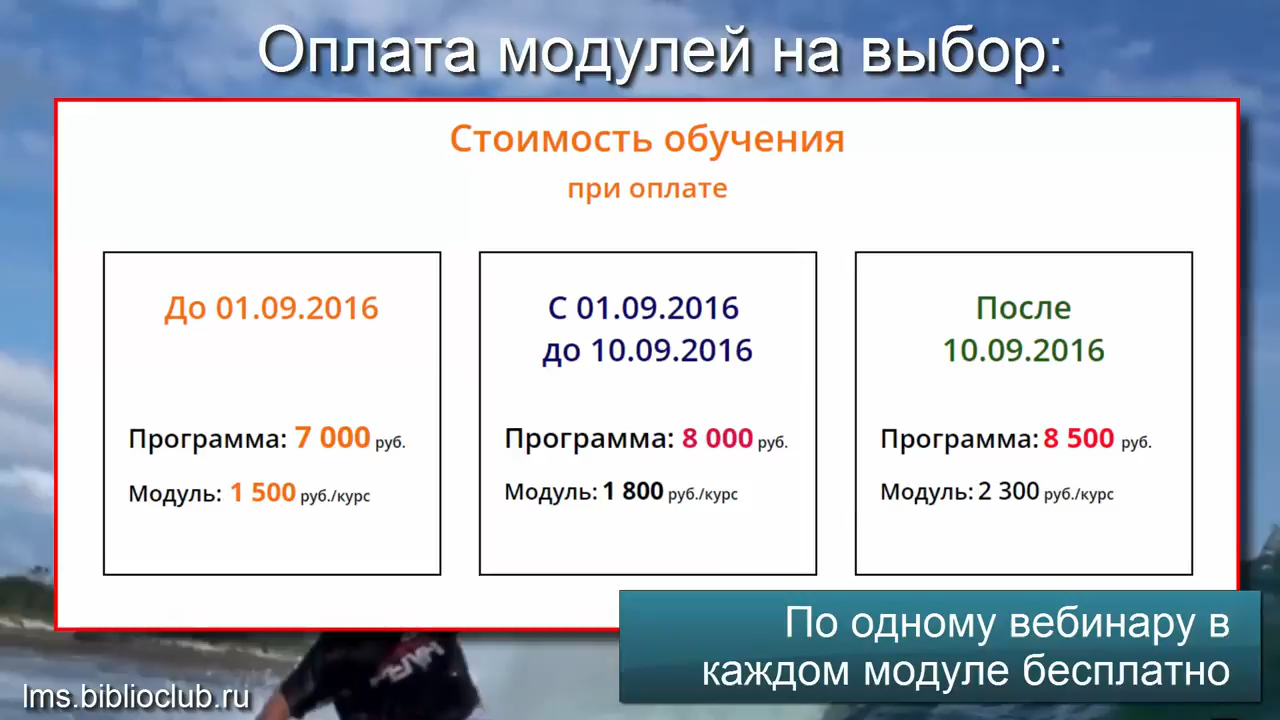 Оплата модулей на выбор:
Стоимость обучения
при оплате
До 01.09.2016
Программа: 7 000 руб.
Модуль: 1 500 руб./курс
С 01.09.2016
до 10.09.2016
Программа: 8 000 руб.
Модуль: 1 800 руб./курс
После
10.09.2016
Программа: 8 500 руб.
Модуль: 2 300 руб./курс
По одному вебинару в
каждом модуле бесплатно
lms.biblioclub.ru